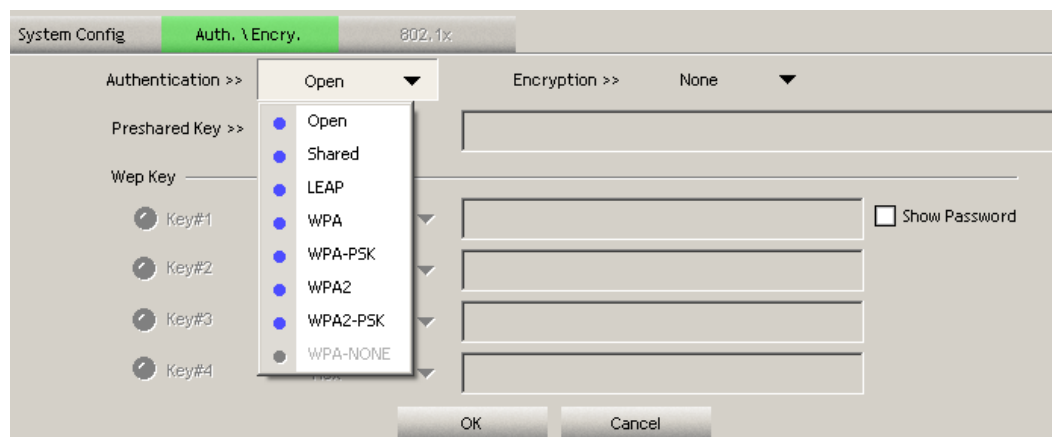 System Config Auth. \ Encry. 802.1x
Authentication >> Open Encryption >> None
Preshared Key >>
Open
Shared
Wep Key
LEAP
Key#1 WPA Show Password
WPA-PSK
Key#2
WPA2
Key#3 WPA2-PSK
WPA-NONE
Key#4
OK Cancel